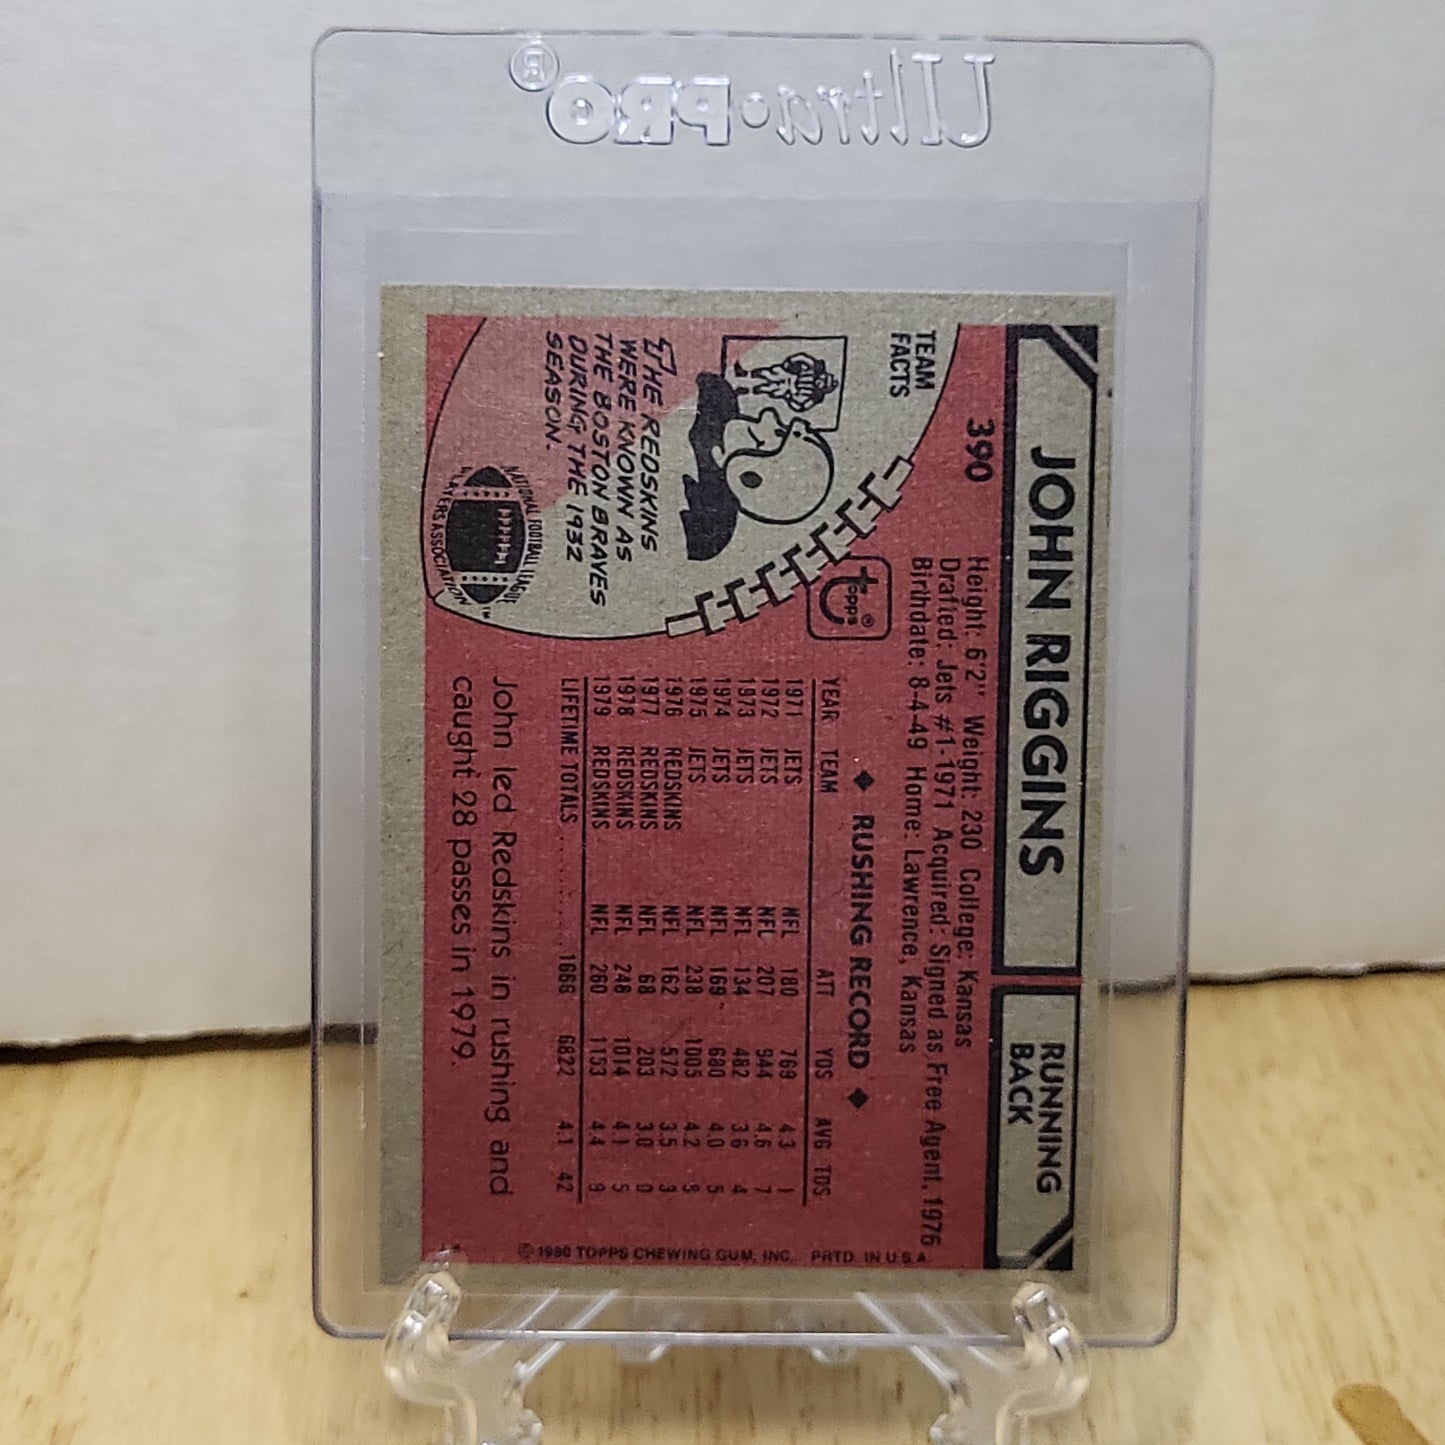 Ultra•PRO®
JOHN RIGGINS
RUNNING
BACK
390
Height: 6'2" Weight: 230 College: Kansas
Drafted: Jets #1-1971 Acquired: Signed as Free Agent, 1976
Birthdate: 8-4-49 Home: Lawrence, Kansas
TEAM
FACTS
THE REDSKINS
WERE KNOWN AS
THE BOSTON BRAVES
DURING THE 1932
SEASON.
NATIONAL FOOTBALL LEAGUE
PLAYERS ASSOCIATION ™
topps®
◆ RUSHING RECORD ◆
YEAR TEAM ATT YDS AVG TDS
1971 JETS NFL 180 769 4.3 1
1972 JETS NFL 207 944 4.6 7
1973 JETS NFL 134 482 3.6 4
1974 JETS NFL 169 680 4.0 5
1975 JETS NFL 238 1005 4.2 8
1976 REDSKINS NFL 162 572 3.5 3
1977 REDSKINS NFL 68 203 3.0 0
1978 REDSKINS NFL 248 1014 4.1 5
1979 REDSKINS NFL 260 1153 4.4 9
LIFETIME TOTALS 1666 6822 4.1 42
John led Redskins in rushing and
caught 28 passes in 1979.
© 1980 TOPPS CHEWING GUM, INC. PRTD. IN U.S.A.